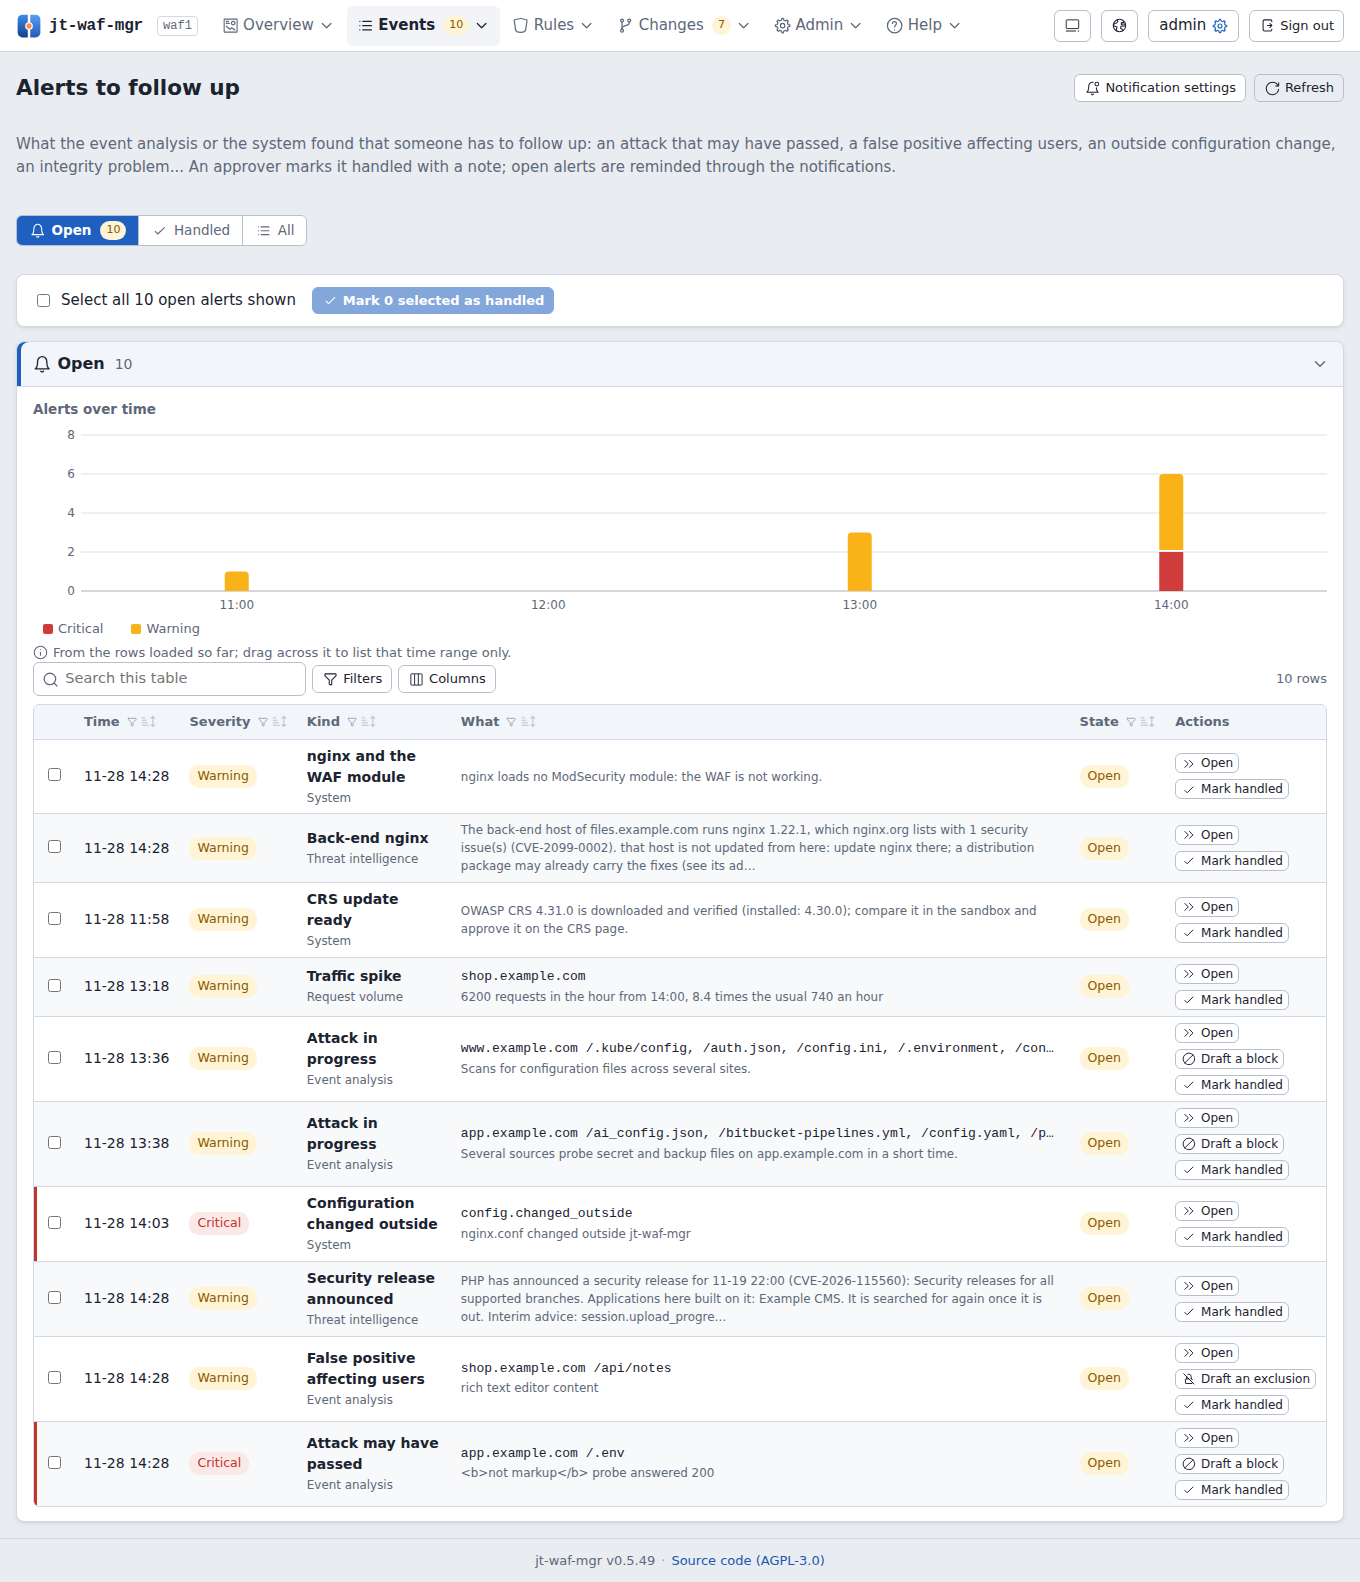 jt-waf-mgr waf1 Overview Events 10 Rules Changes 7 Admin Help admin Sign out
Alerts to follow up
Notification settings Refresh
What the event analysis or the system found that someone has to follow up: an attack that may have passed, a false positive affecting users, an outside configuration change,
an integrity problem... An approver marks it handled with a note; open alerts are reminded through the notifications.
Open 10 Handled All
Select all 10 open alerts shown Mark 0 selected as handled
Open 10
Alerts over time
8
6
4
2
0
11:00 12:00 13:00 14:00
Critical Warning
From the rows loaded so far; drag across it to list that time range only.
Search this table Filters Columns 10 rows
Time Severity Kind What State Actions
11-28 14:28 Warning nginx and the WAF module System nginx loads no ModSecurity module: the WAF is not working. Open Open Mark handled
11-28 14:28 Warning Back-end nginx Threat intelligence The back-end host of files.example.com runs nginx 1.22.1, which nginx.org lists with 1 security issue(s) (CVE-2099-0002). that host is not updated from here: update nginx there; a distribution package may already carry the fixes (see its ad… Open Open Mark handled
11-28 11:58 Warning CRS update ready System OWASP CRS 4.31.0 is downloaded and verified (installed: 4.30.0); compare it in the sandbox and approve it on the CRS page. Open Open Mark handled
11-28 13:18 Warning Traffic spike Request volume shop.example.com 6200 requests in the hour from 14:00, 8.4 times the usual 740 an hour Open Open Mark handled
11-28 13:36 Warning Attack in progress Event analysis www.example.com /.kube/config, /auth.json, /config.ini, /.environment, /con… Scans for configuration files across several sites. Open Open Draft a block Mark handled
11-28 13:38 Warning Attack in progress Event analysis app.example.com /ai_config.json, /bitbucket-pipelines.yml, /config.yaml, /p… Several sources probe secret and backup files on app.example.com in a short time. Open Open Draft a block Mark handled
11-28 14:03 Critical Configuration changed outside System config.changed_outside nginx.conf changed outside jt-waf-mgr Open Open Mark handled
11-28 14:28 Warning Security release announced Threat intelligence PHP has announced a security release for 11-19 22:00 (CVE-2026-115560): Security releases for all supported branches. Applications here built on it: Example CMS. It is searched for again once it is out. Interim advice: session.upload_progre… Open Open Mark handled
11-28 14:28 Warning False positive affecting users Event analysis shop.example.com /api/notes rich text editor content Open Open Draft an exclusion Mark handled
11-28 14:28 Critical Attack may have passed Event analysis app.example.com /.env <b>not markup</b> probe answered 200 Open Open Draft a block Mark handled
jt-waf-mgr v0.5.49 · Source code (AGPL-3.0)